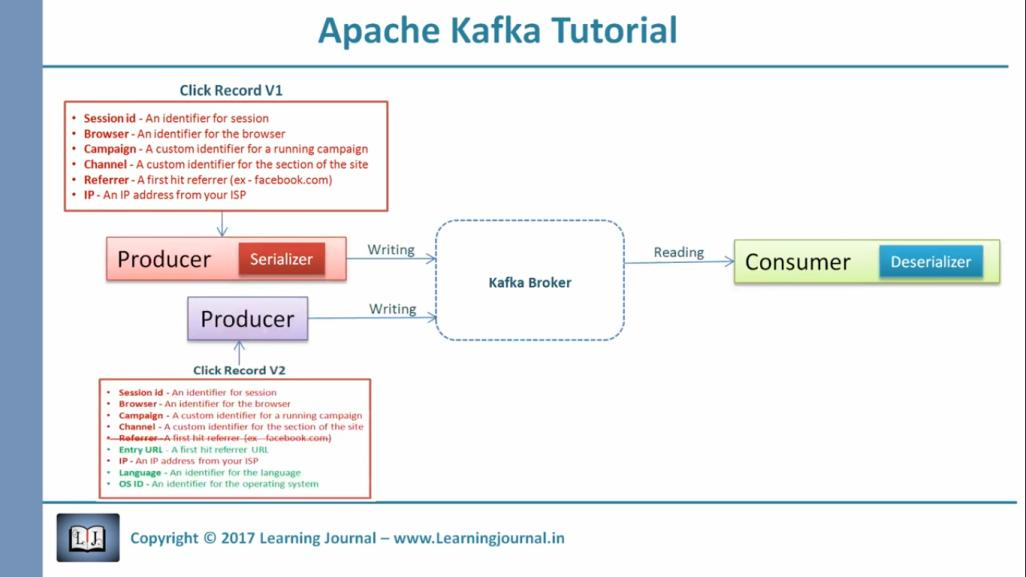 Apache Kafka Tutorial
Click Record V1
• Session id - An identifier for session
• Browser - An identifier for the browser
• Campaign - A custom identifier for a running campaign
• Channel - A custom identifier for the section of the site
• Referrer - A first hit referrer (ex - facebook.com)
• IP - An IP address from your ISP
Producer
Serializer
Writing
Kafka Broker
Reading
Consumer
Deserializer
Producer
Writing
Click Record V2
• Session id - An identifier for session
• Browser - An identifier for the browser
• Campaign - A custom identifier for a running campaign
• Channel - A custom identifier for the section of the site
• Referrer - A first hit referrer (ex - facebook.com)
• Entry URL - A first hit referrer URL
• IP - An IP address from your ISP
• Language - An identifier for the language
• OS ID - An identifier for the operating system
LJ
Copyright © 2017 Learning Journal – www.Learningjournal.in